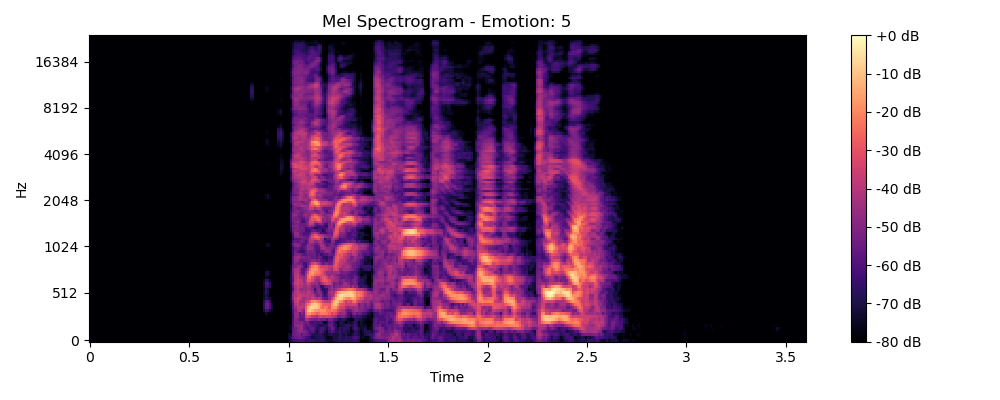 Mel Spectrogram - Emotion: 5
16384
8192
4096
2048
1024
512
0
Hz
0 0.5 1 1.5 2 2.5 3 3.5
Time
+0 dB
-10 dB
-20 dB
-30 dB
-40 dB
-50 dB
-60 dB
-70 dB
-80 dB